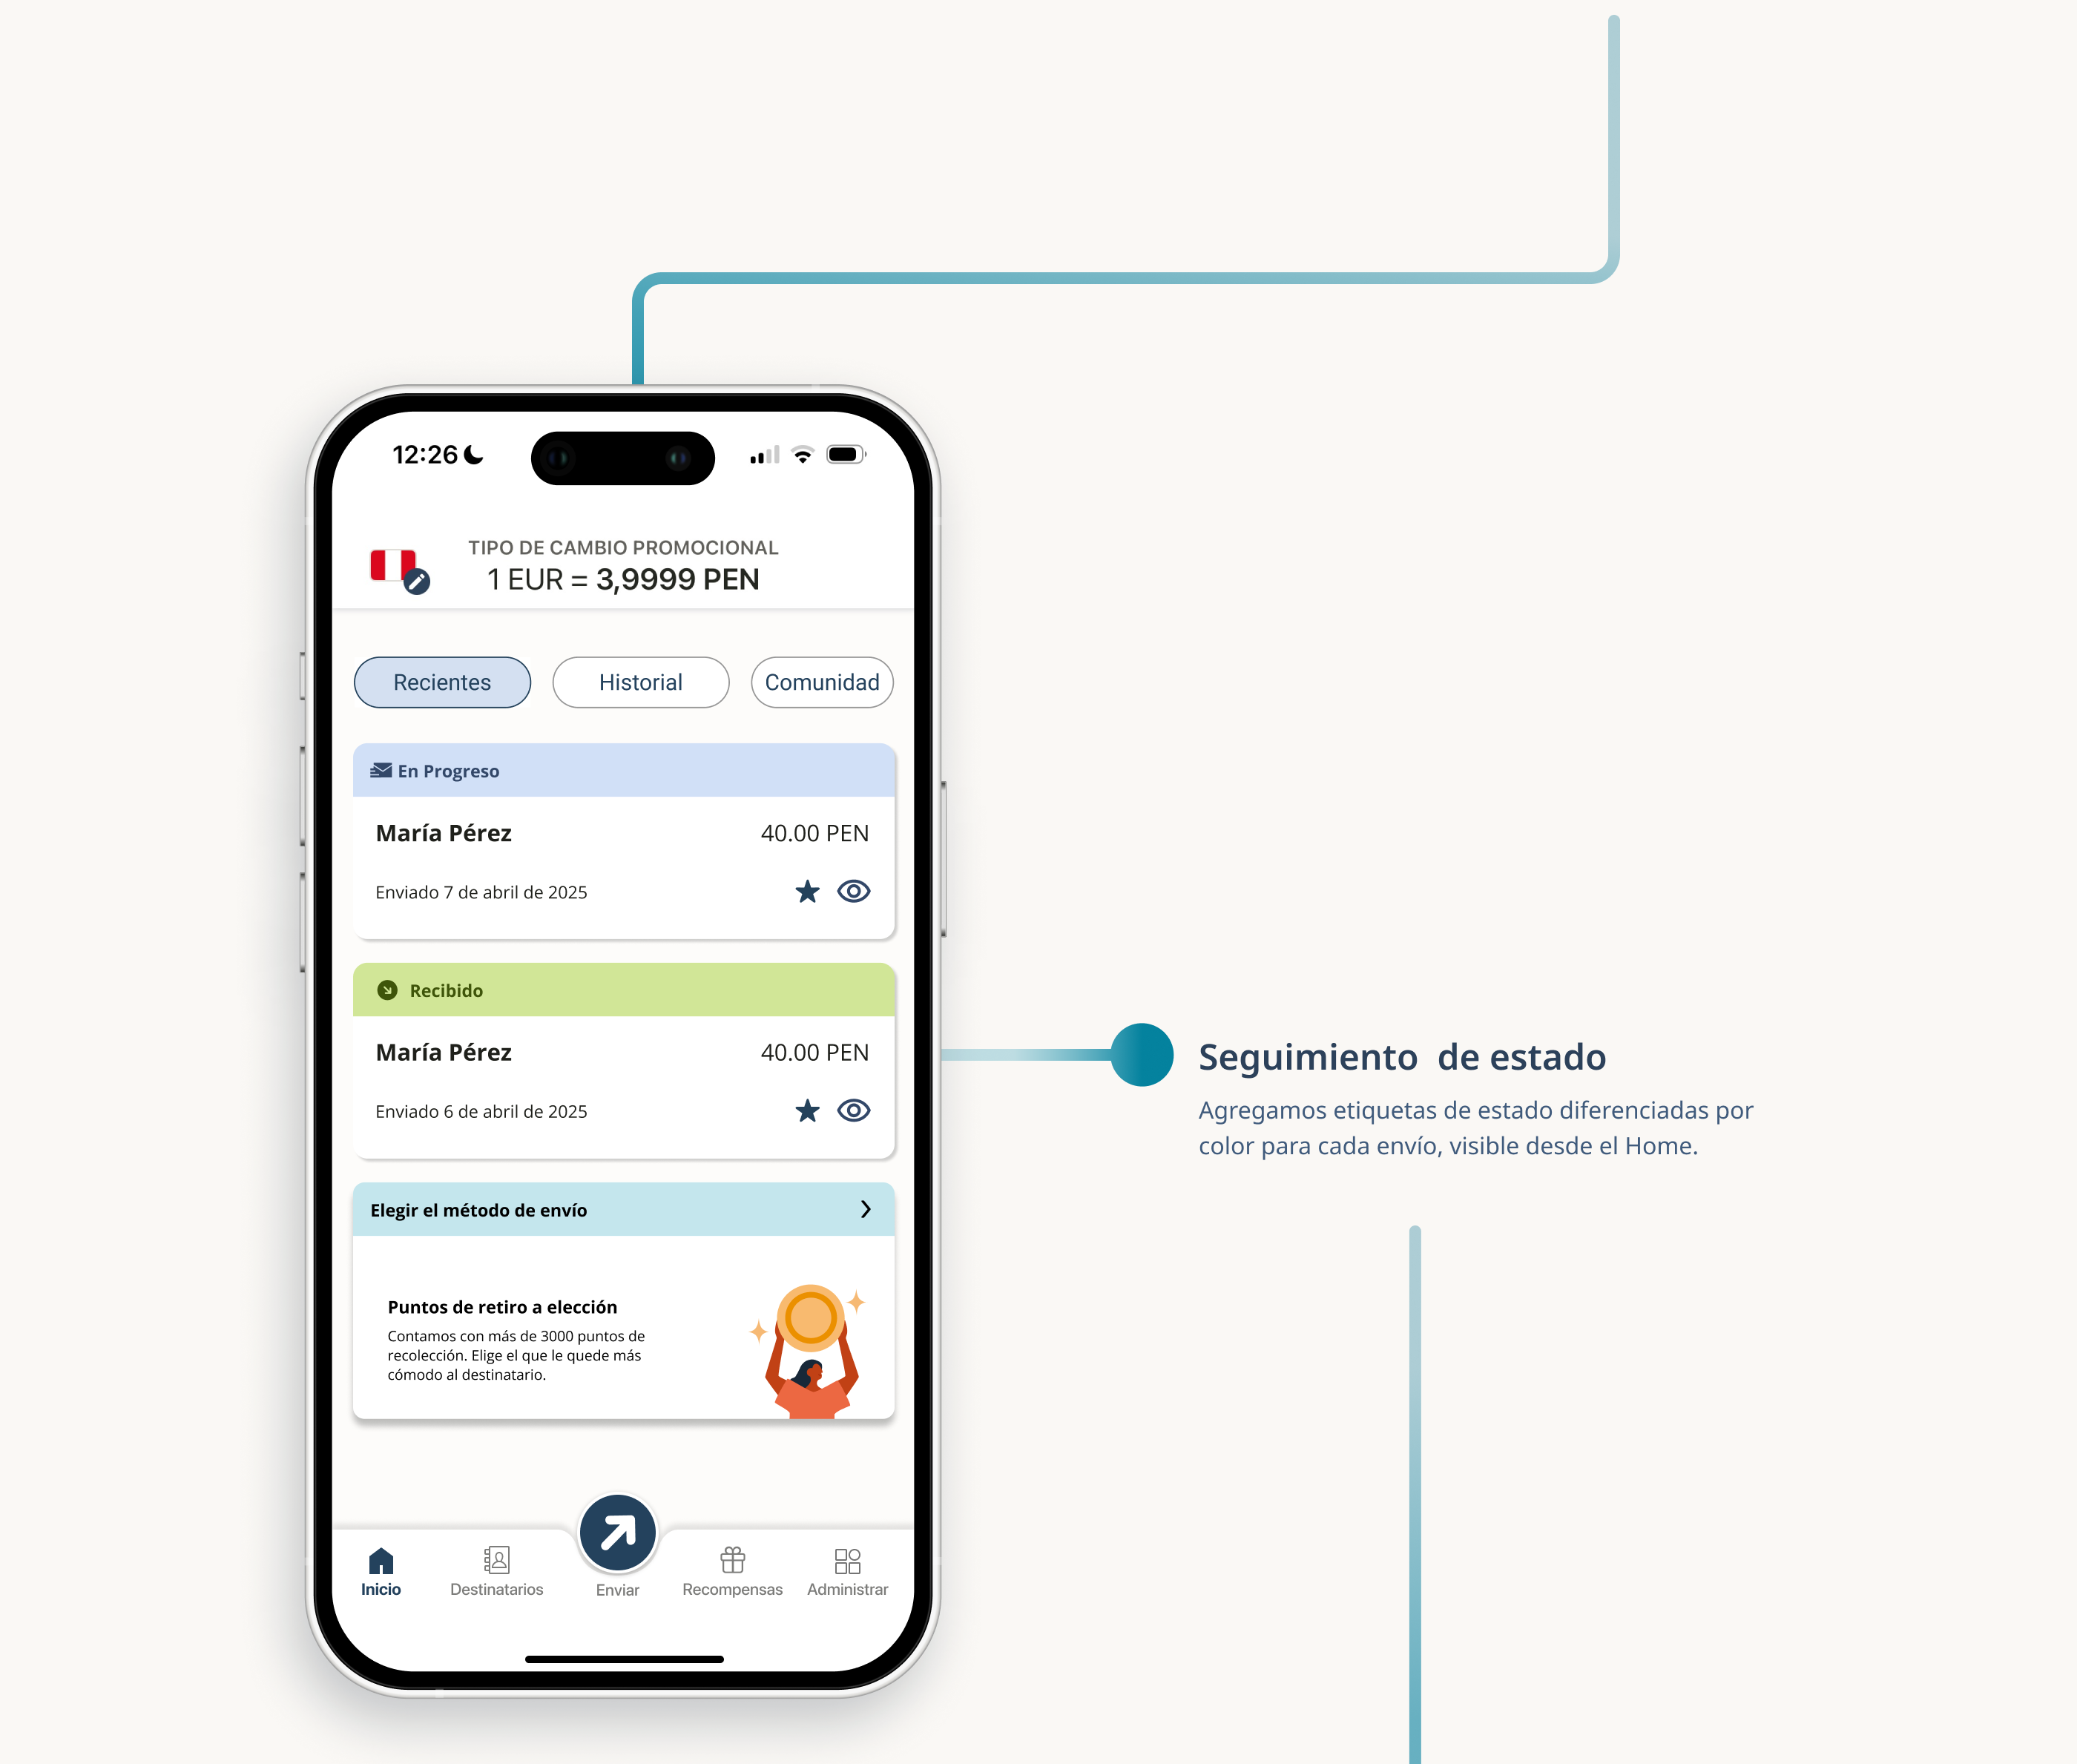 12:26
TIPO DE CAMBIO PROMOCIONAL
1 EUR = 3,9999 PEN
Recientes
Historial
Comunidad
En Progreso
María Pérez
40.00 PEN
Enviado 7 de abril de 2025
Recibido
María Pérez
40.00 PEN
Enviado 6 de abril de 2025
Elegir el método de envío
Puntos de retiro a elección
Contamos con más de 3000 puntos de
recolección. Elige el que le quede más
cómodo al destinatario.
Inicio
Destinatarios
Enviar
Recompensas
Administrar
Seguimiento de estado
Agregamos etiquetas de estado diferenciadas por
color para cada envío, visible desde el Home.